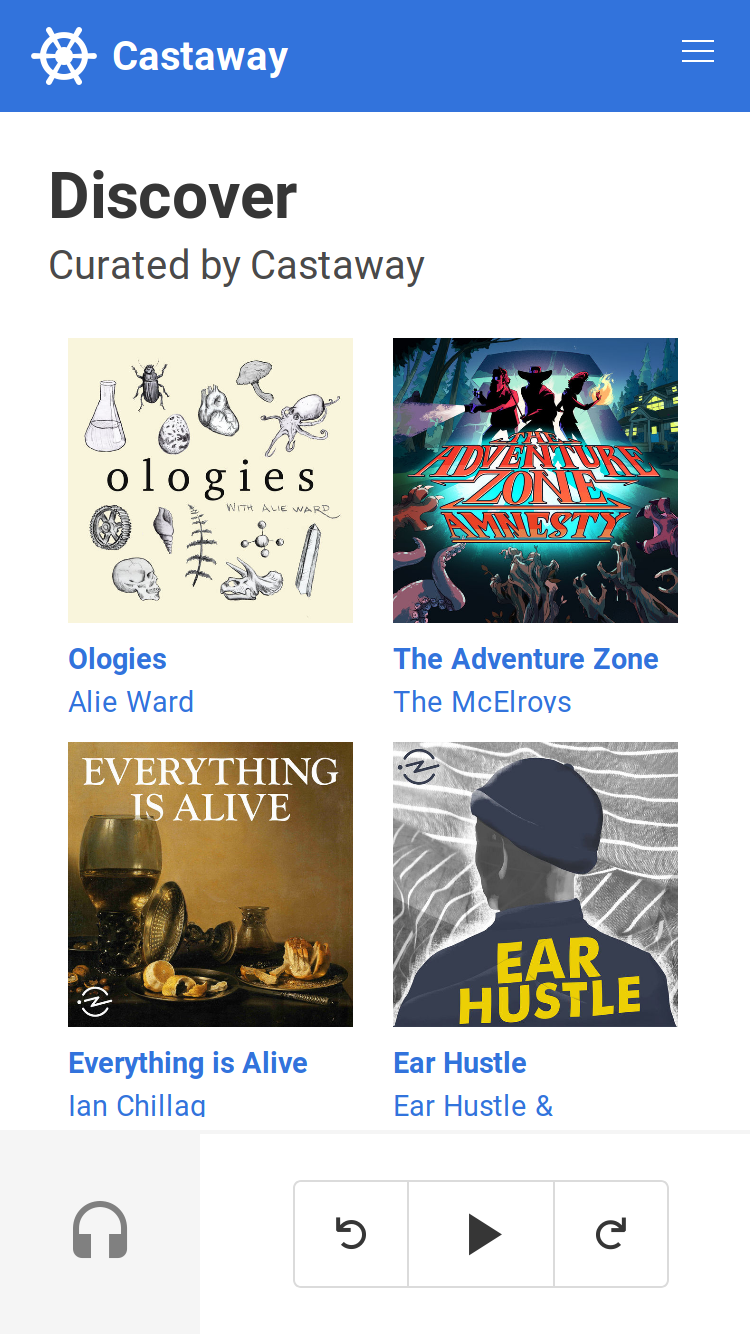 Castaway
Discover
Curated by Castaway
ologies
WITH ALIE WARD
THE
ADVENTURE
ZONE
AMNESTY
Ologies
The Adventure Zone
Alie Ward
The McElroys
EVERYTHING
IS ALIVE
EAR
HUSTLE
Everything is Alive
Ear Hustle
Ian Chillag
Ear Hustle &